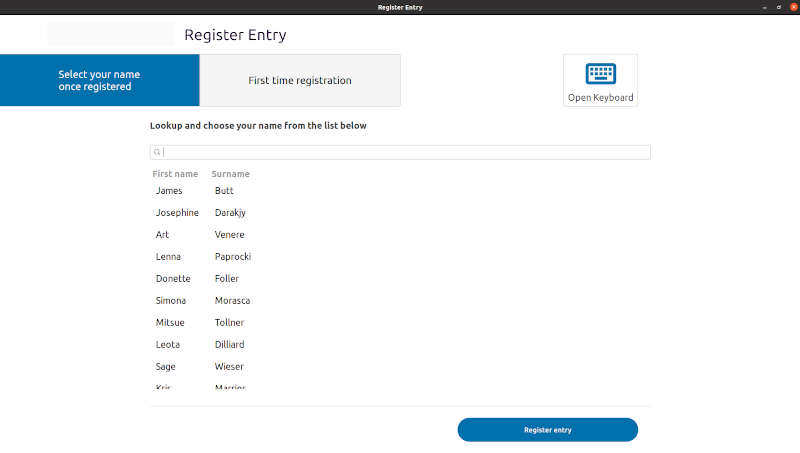 Register Entry
Register Entry
Select your name
once registered
First time registration
Open Keyboard
Lookup and choose your name from the list below
First name Surname
James Butt
Josephine Darakjy
Art Venere
Lenna Paprocki
Donette Foller
Simona Morasca
Mitsue Tollner
Leota Dilliard
Sage Wieser
Kris Marrier
Register entry